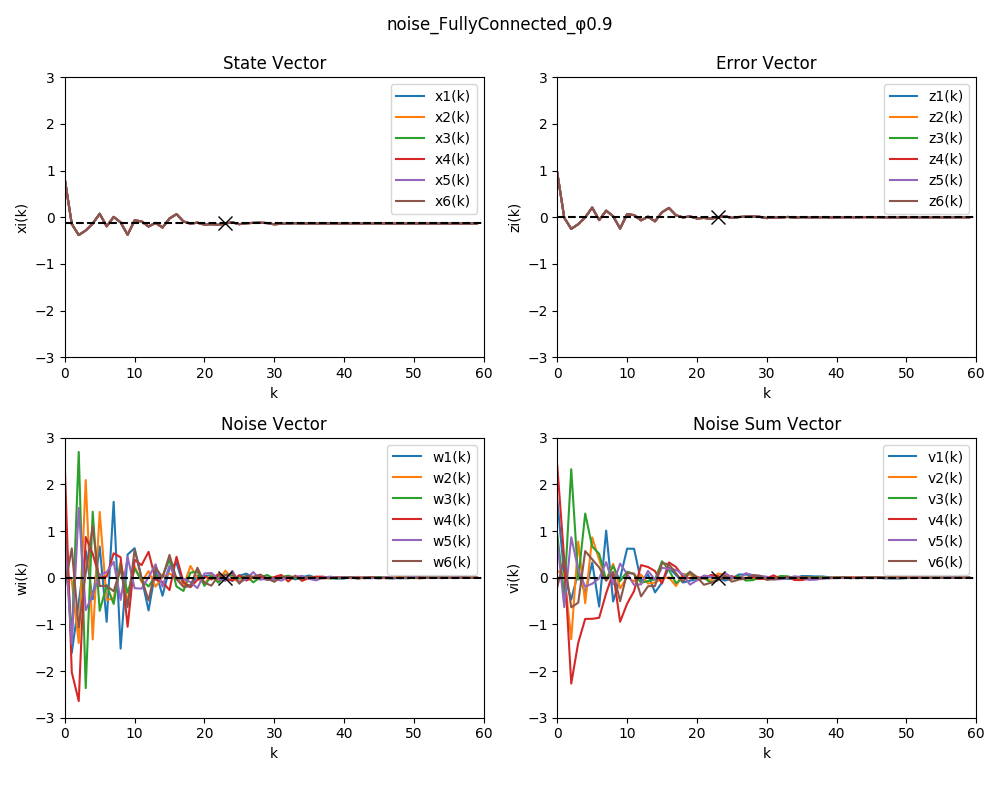 noise_FullyConnected_φ0.9
State Vector
3
2
1
0
−1
−2
−3
xi(k)
0
10
20
30
40
50
60
k
x1(k)
x2(k)
x3(k)
x4(k)
x5(k)
x6(k)
Error Vector
3
2
1
0
−1
−2
−3
zi(k)
0
10
20
30
40
50
60
k
z1(k)
z2(k)
z3(k)
z4(k)
z5(k)
z6(k)
Noise Vector
3
2
1
0
−1
−2
−3
wi(k)
0
10
20
30
40
50
60
k
w1(k)
w2(k)
w3(k)
w4(k)
w5(k)
w6(k)
Noise Sum Vector
3
2
1
0
−1
−2
−3
vi(k)
0
10
20
30
40
50
60
k
v1(k)
v2(k)
v3(k)
v4(k)
v5(k)
v6(k)